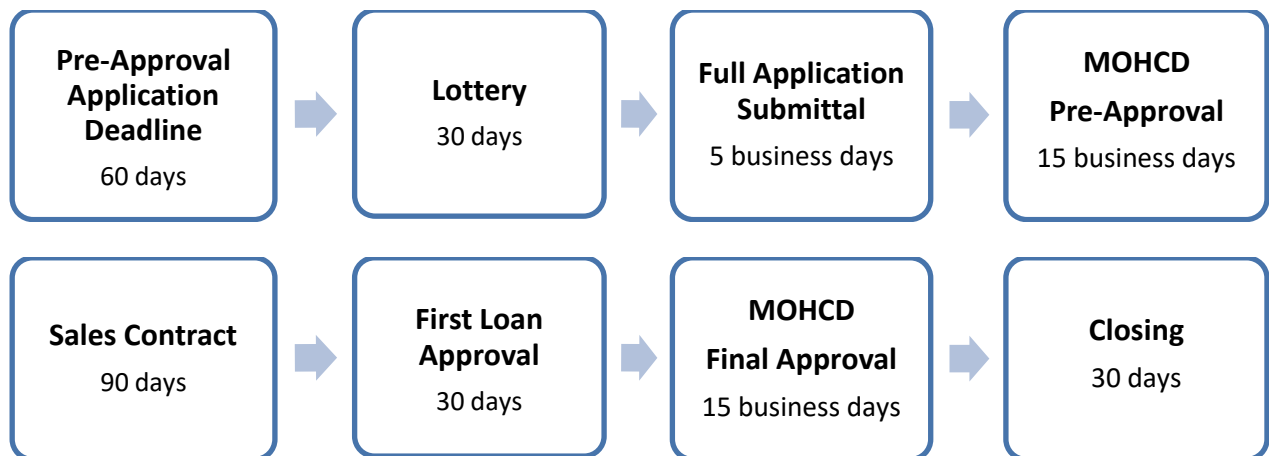 Pre-Approval
Application
Deadline
60 days
Lottery
30 days
Full Application
Submittal
5 business days
MOHCD
Pre-Approval
15 business days
Sales Contract
90 days
First Loan
Approval
30 days
MOHCD
Final Approval
15 business days
Closing
30 days